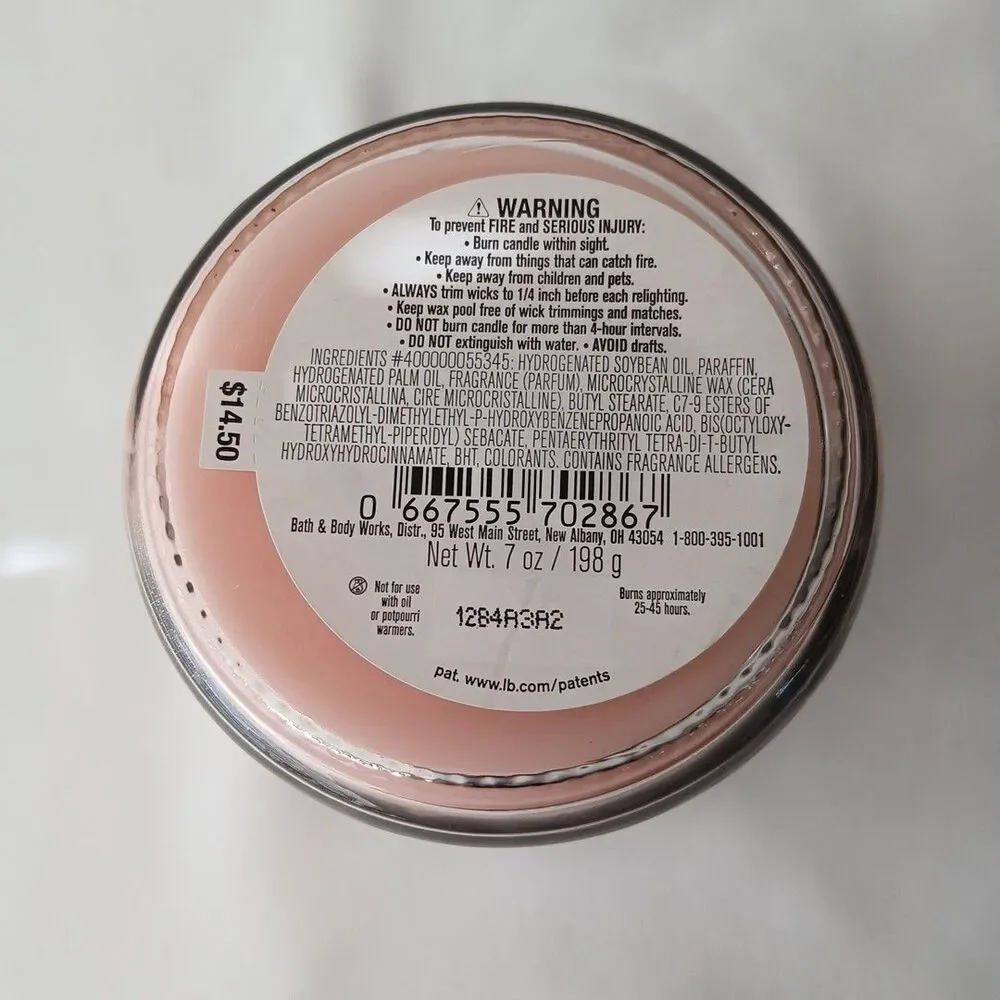 ⚠ WARNING
To prevent FIRE and SERIOUS INJURY:
• Burn candle within sight.
• Keep away from things that can catch fire.
• Keep away from children and pets.
• ALWAYS trim wicks to 1/4 inch before each relighting.
• Keep wax pool free of wick trimmings and matches.
• DO NOT burn candle for more than 4-hour intervals.
• DO NOT extinguish with water. • AVOID drafts.
INGREDIENTS #400000055345: HYDROGENATED SOYBEAN OIL, PARAFFIN,
HYDROGENATED PALM OIL, FRAGRANCE (PARFUM), MICROCRYSTALLINE WAX (CERA
MICROCRISTALLINA, CIRE MICROCRISTALLINE), BUTYL STEARATE, C7-9 ESTERS OF
BENZOTRIAZOLYL-DIMETHYLETHYL-P-HYDROXYBENZENEPROPANOIC ACID, BIS(OCTYLOXY-
TETRAMETHYL-PIPERIDYL) SEBACATE, PENTAERYTHRITYL TETRA-DI-T-BUTYL
HYDROXYHYDROCINNAMATE, BHT, COLORANTS. CONTAINS FRAGRANCE ALLERGENS.
$14.50
0 667555 702867
Bath & Body Works, Distr., 95 West Main Street, New Albany, OH 43054 1-800-395-1001
Net Wt. 7 oz / 198 g
Not for use
with oil
or potpourri
warmers.
1284A3A2
Burns approximately
25-45 hours.
pat. www.lb.com/patents